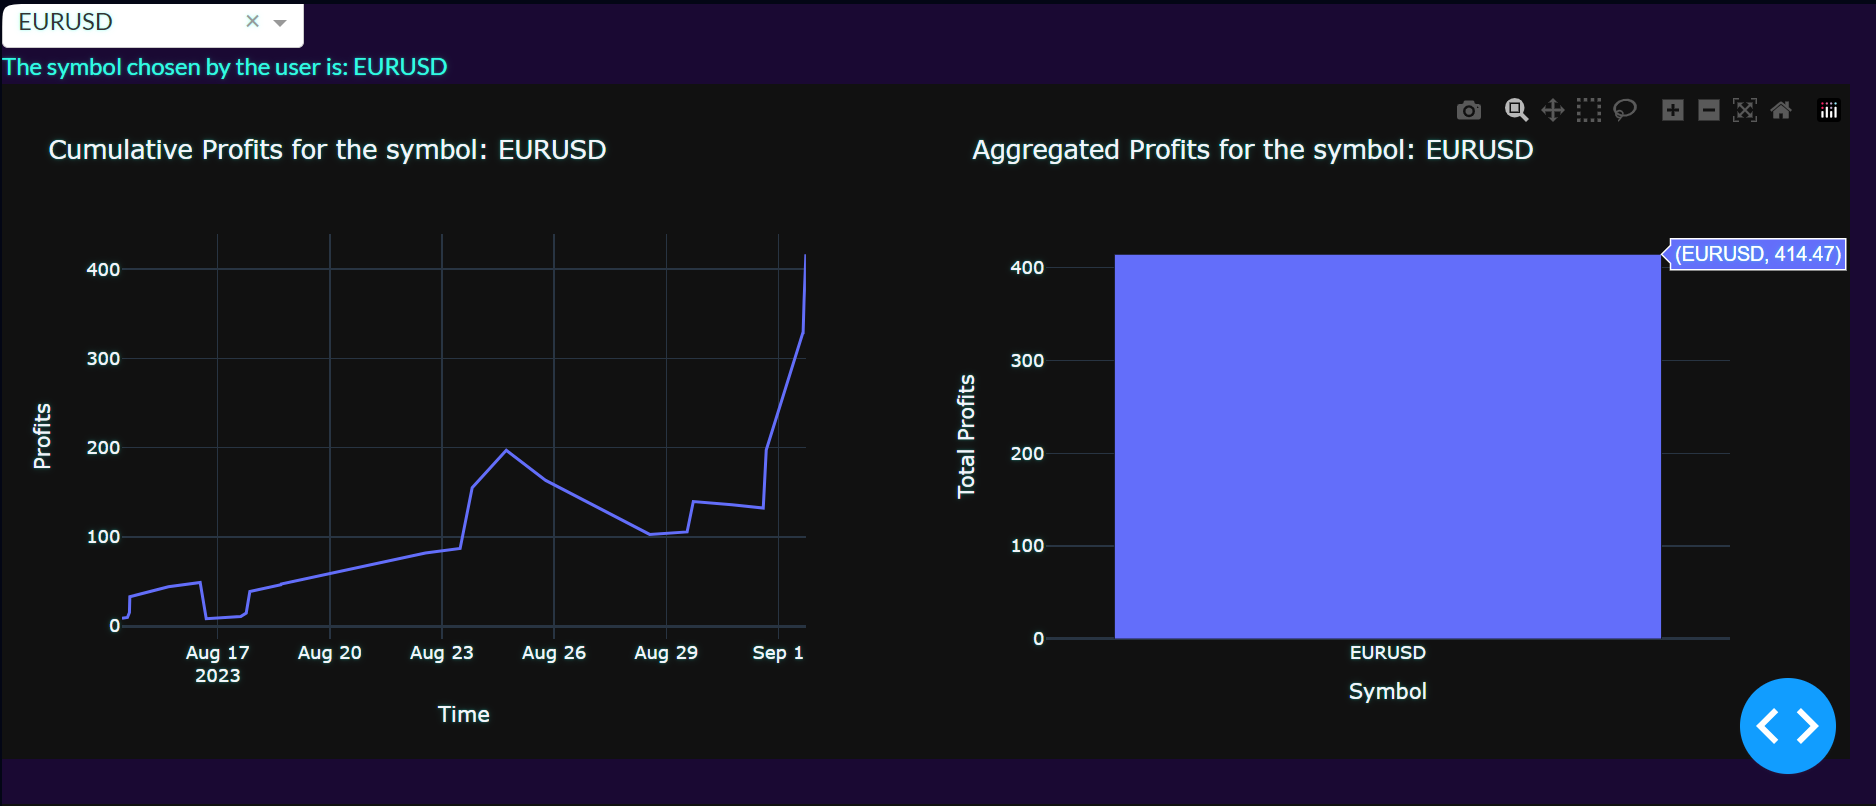 EURUSD
The symbol chosen by the user is: EURUSD
Cumulative Profits for the symbol: EURUSD
400
300
200
100
0
Profits
Aug 17
2023
Aug 20
Aug 23
Aug 26
Aug 29
Sep 1
Time
Aggregated Profits for the symbol: EURUSD
(EURUSD, 414.47)
400
300
200
100
0
Total Profits
EURUSD
Symbol